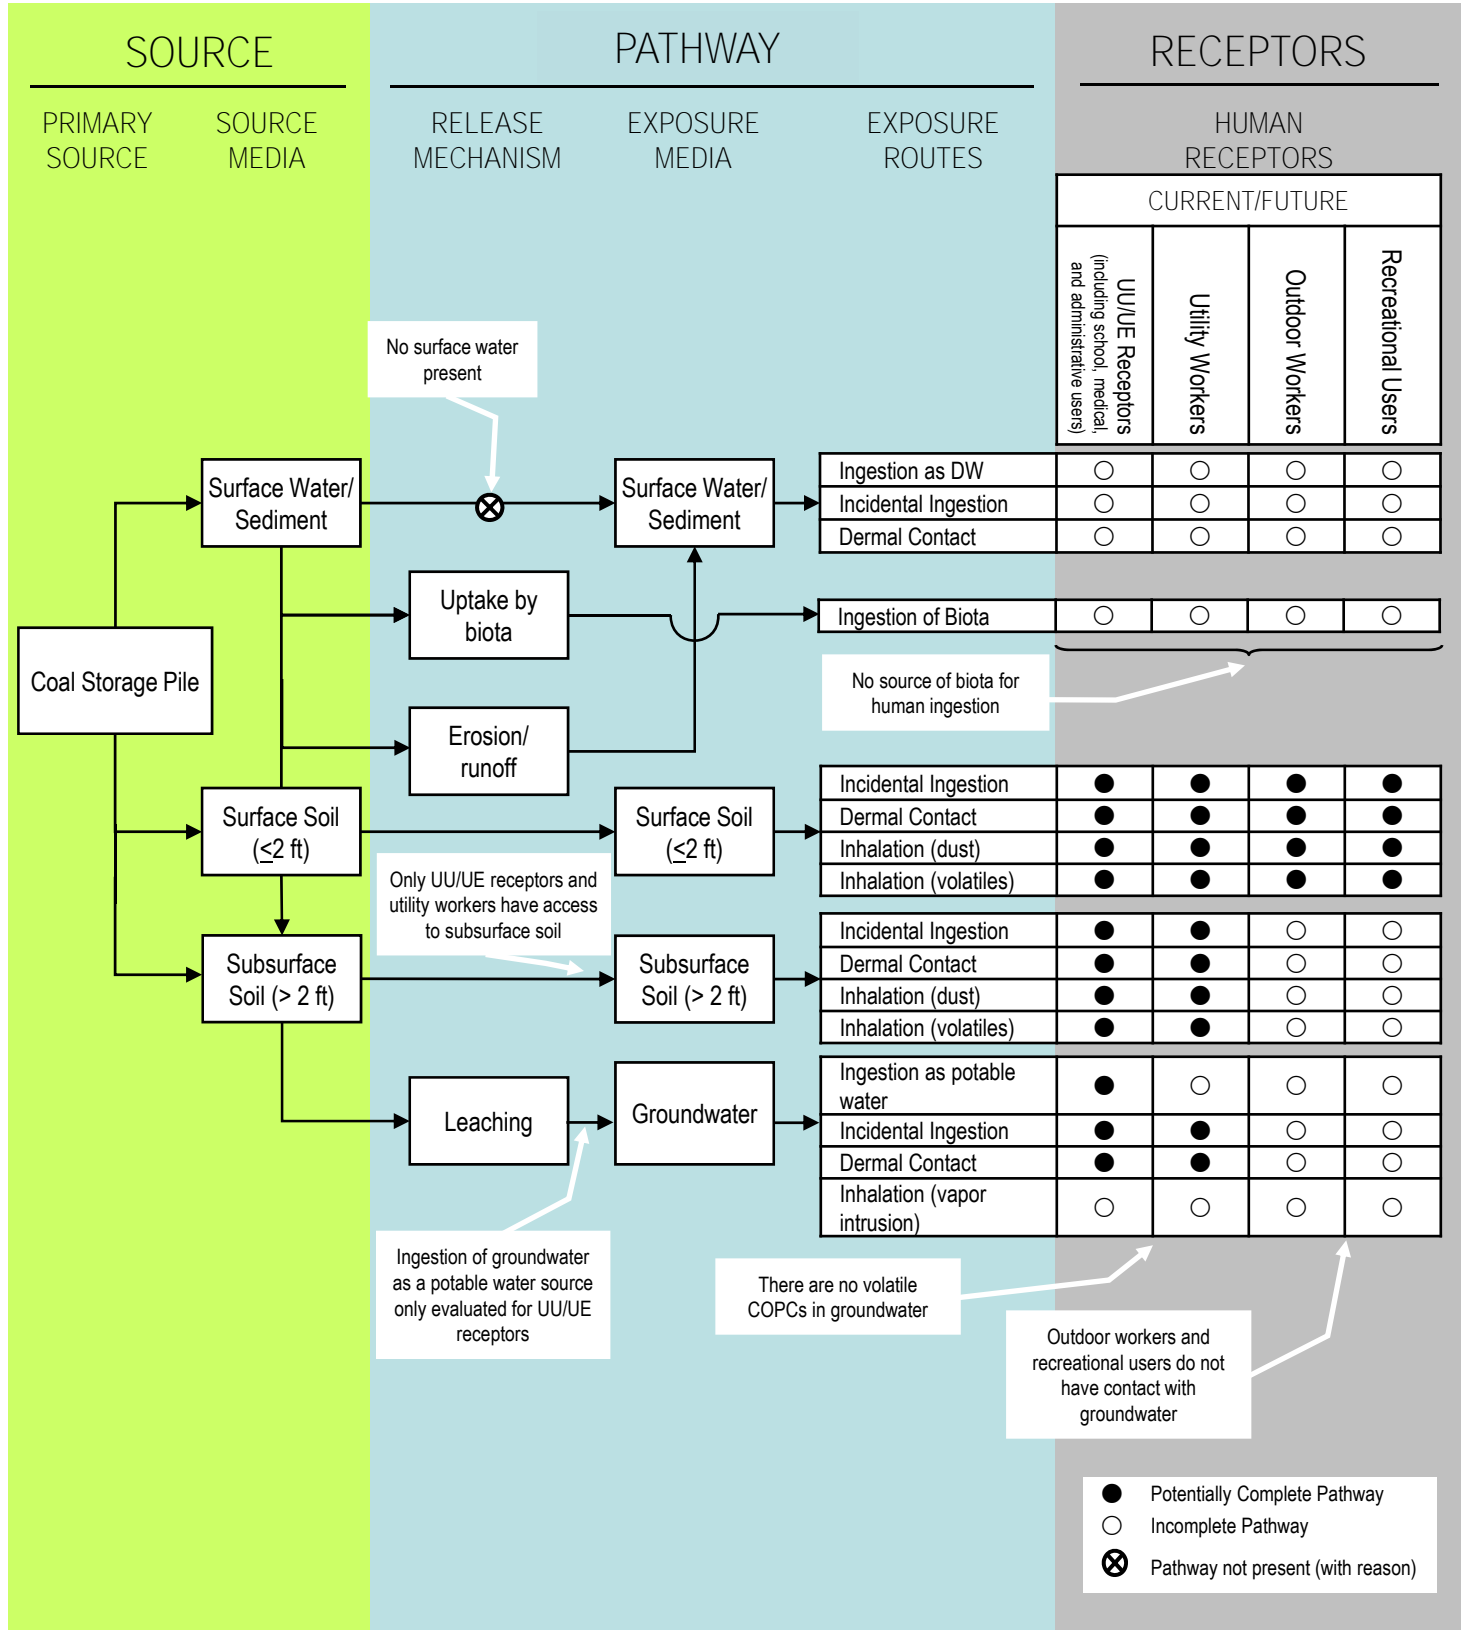 SOURCE
PATHWAY
RECEPTORS
PRIMARY
SOURCE
SOURCE
MEDIA
RELEASE
MECHANISM
EXPOSURE
MEDIA
EXPOSURE
ROUTES
HUMAN
RECEPTORS
CURRENT/FUTURE
UU/UE Receptors
(including school, medical,
and administrative users)
Utility Workers
Outdoor Workers
Recreational Users
No surface water
present
Surface Water/
Sediment
Surface Water/
Sediment
Ingestion as DW
Incidental Ingestion
Dermal Contact
Uptake by
biota
Ingestion of Biota
Coal Storage Pile
No source of biota for
human ingestion
Erosion/
runoff
Surface Soil
(<2 ft)
Surface Soil
(<2 ft)
Incidental Ingestion
Dermal Contact
Inhalation (dust)
Inhalation (volatiles)
Only UU/UE receptors and
utility workers have access
to subsurface soil
Subsurface
Soil (> 2 ft)
Subsurface
Soil (> 2 ft)
Incidental Ingestion
Dermal Contact
Inhalation (dust)
Inhalation (volatiles)
Leaching
Groundwater
Ingestion as potable
water
Incidental Ingestion
Dermal Contact
Inhalation (vapor
intrusion)
Ingestion of groundwater
as a potable water source
only evaluated for UU/UE
receptors
There are no volatile
COPCs in groundwater
Outdoor workers and
recreational users do not
have contact with
groundwater
Potentially Complete Pathway
Incomplete Pathway
Pathway not present (with reason)